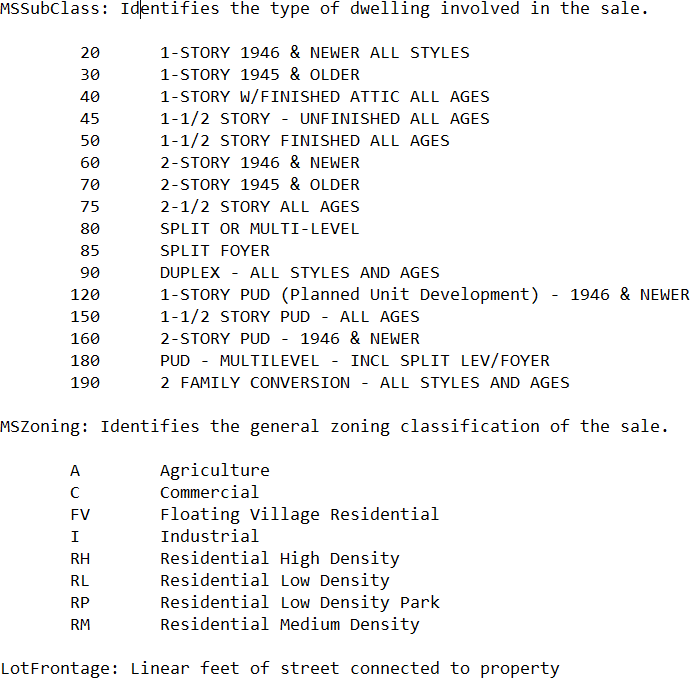 MSSubClass: Identifies the type of dwelling involved in the sale.
20 1-STORY 1946 & NEWER ALL STYLES
30 1-STORY 1945 & OLDER
40 1-STORY W/FINISHED ATTIC ALL AGES
45 1-1/2 STORY - UNFINISHED ALL AGES
50 1-1/2 STORY FINISHED ALL AGES
60 2-STORY 1946 & NEWER
70 2-STORY 1945 & OLDER
75 2-1/2 STORY ALL AGES
80 SPLIT OR MULTI-LEVEL
85 SPLIT FOYER
90 DUPLEX - ALL STYLES AND AGES
120 1-STORY PUD (Planned Unit Development) - 1946 & NEWER
150 1-1/2 STORY PUD - ALL AGES
160 2-STORY PUD - 1946 & NEWER
180 PUD - MULTILEVEL - INCL SPLIT LEV/FOYER
190 2 FAMILY CONVERSION - ALL STYLES AND AGES
MSZoning: Identifies the general zoning classification of the sale.
A Agriculture
C Commercial
FV Floating Village Residential
I Industrial
RH Residential High Density
RL Residential Low Density
RP Residential Low Density Park
RM Residential Medium Density
LotFrontage: Linear feet of street connected to property